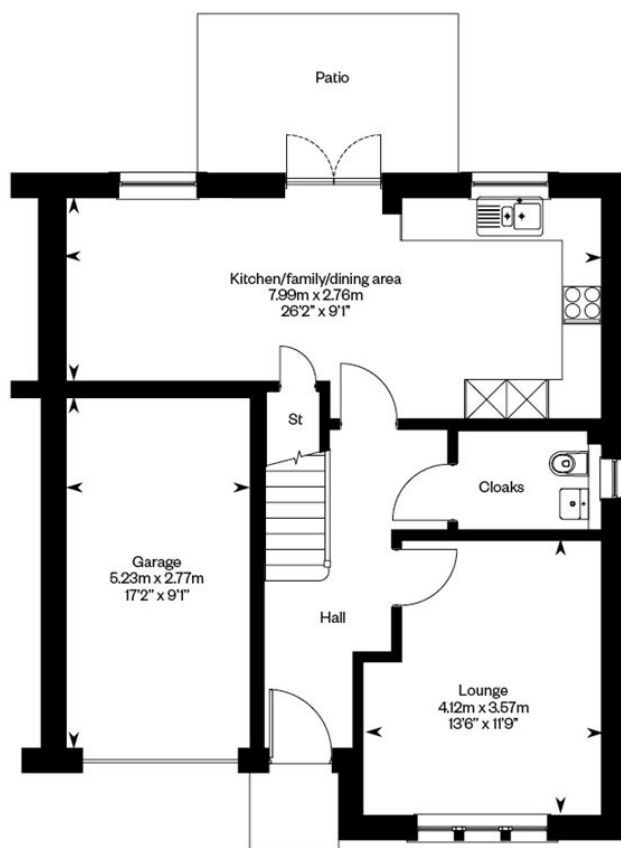 Patio
Kitchen/family/dining area
7.99m x 2.76m
26'2" x 9'1"
St
Cloaks
Garage
5.23m x 2.77m
17'2" x 9'1"
Hall
Lounge
4.12m x 3.57m
13'6" x 11'9"